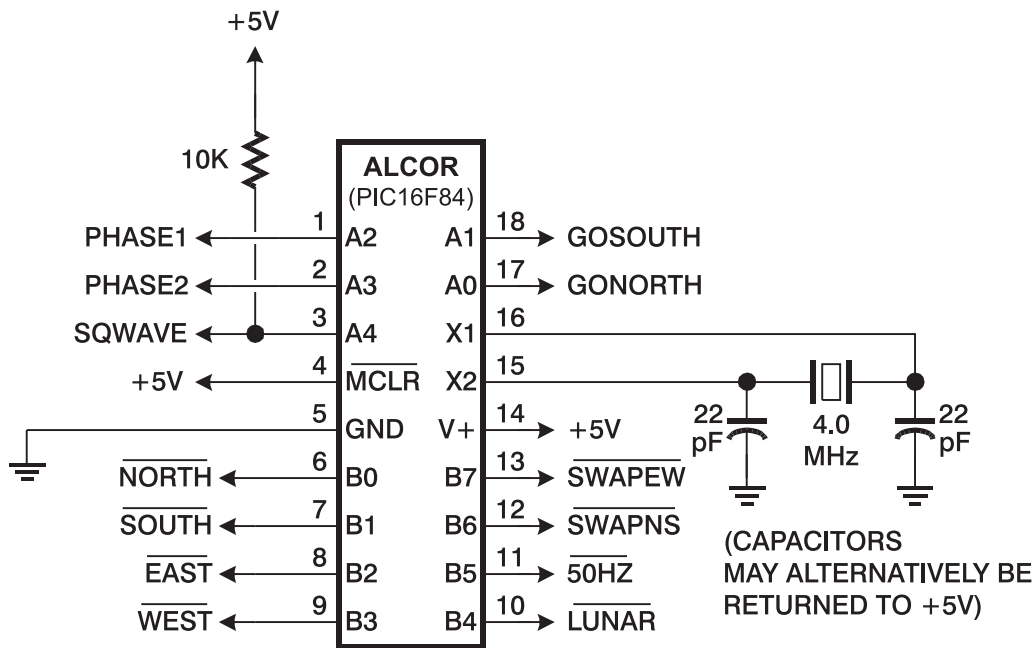 +5V
10K
ALCOR
(PIC16F84)
PHASE1 1 A2 A1 18 GOSOUTH
PHASE2 2 A3 A0 17 GONORTH
SQWAVE 3 A4 X1 16
+5V 4 MCLR X2 15
5 GND V+ 14 +5V
NORTH 6 B0 B7 13 SWAPEW
SOUTH 7 B1 B6 12 SWAPNS
EAST 8 B2 B5 11 50HZ
WEST 9 B3 B4 10 LUNAR
22
pF
4.0
MHz
22
pF
(CAPACITORS
MAY ALTERNATIVELY BE
RETURNED TO +5V)